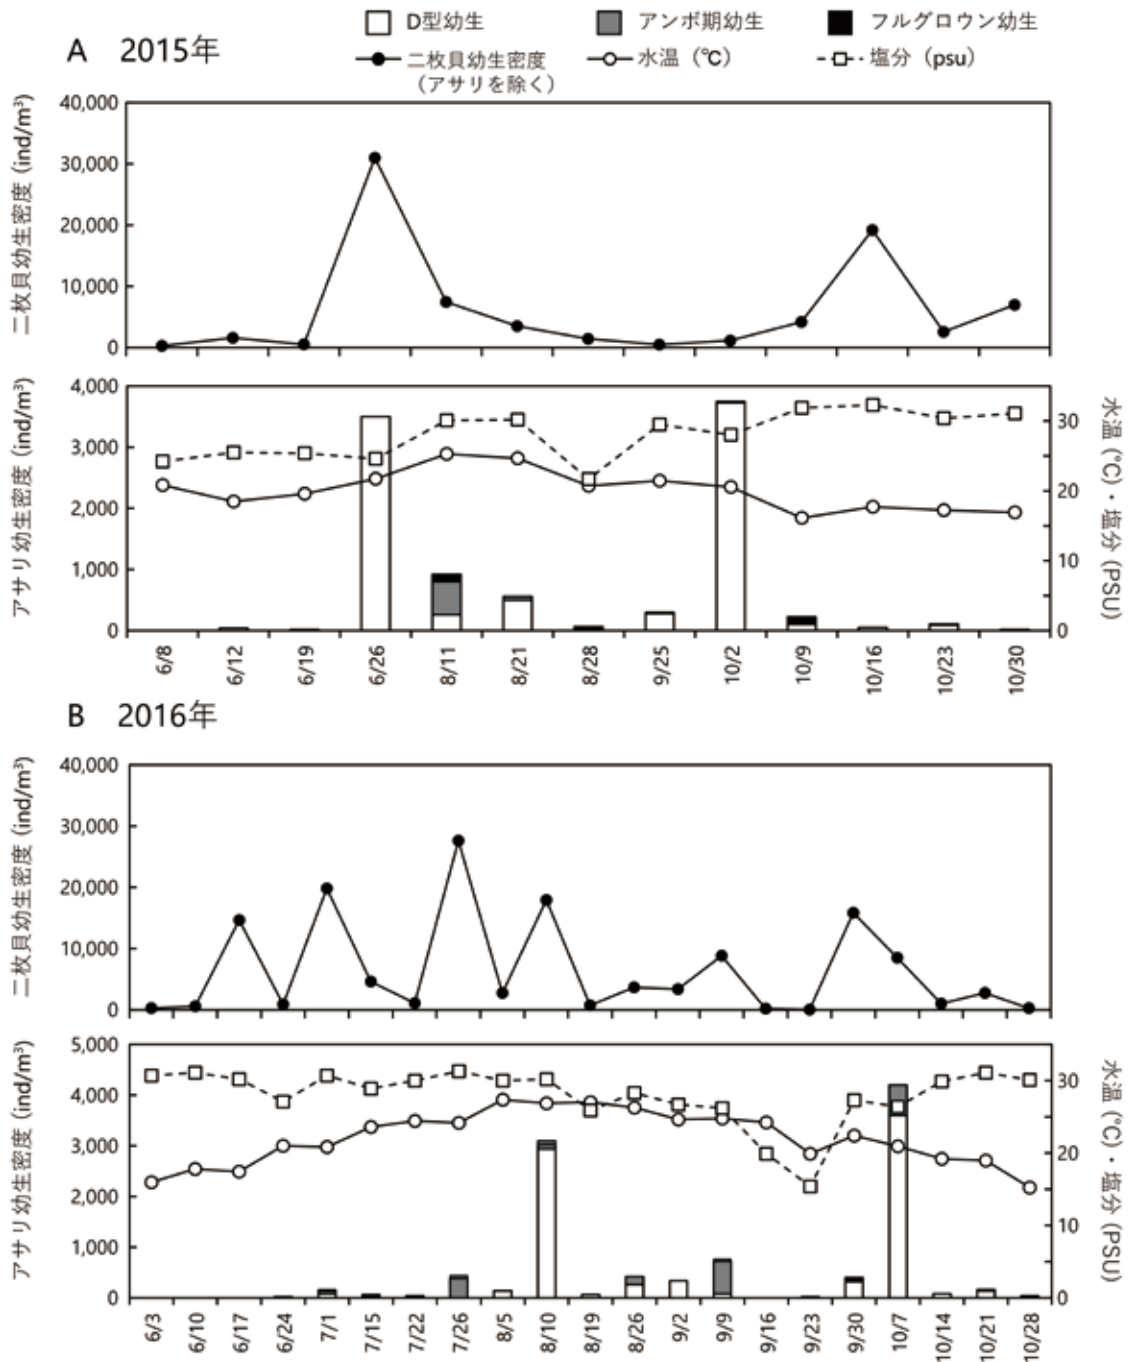 D型幼生 アンボ期幼生 フルグロウン幼生
A 2015年
二枚貝幼生密度 水温（℃） 塩分（psu）
（アサリを除く）
二枚貝幼生密度 (ind/m³)
40,000
30,000
20,000
10,000
0
アサリ幼生密度 (ind/m³)
4,000
3,000
2,000
1,000
0
30
20
10
0
水温 (℃)・塩分 (PSU)
6/8 6/12 6/19 6/26 8/11 8/21 8/28 9/25 10/2 10/9 10/16 10/23 10/30
B 2016年
二枚貝幼生密度 (ind/m³)
40,000
30,000
20,000
10,000
0
アサリ幼生密度 (ind/m³)
5,000
4,000
3,000
2,000
1,000
0
30
20
10
0
水温 (℃)・塩分 (PSU)
6/3 6/10 6/17 6/24 7/1 7/15 7/22 7/26 8/5 8/10 8/19 8/26 9/2 9/9 9/16 9/23 9/30 10/7 10/14 10/21 10/28